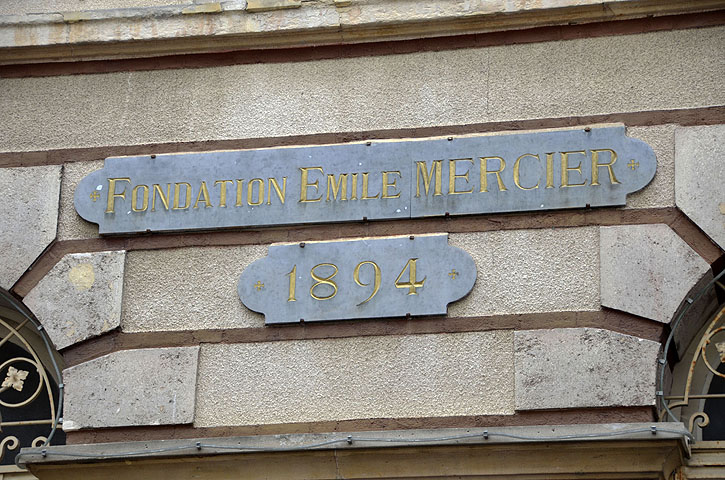 FONDATION EMILE MERCIER
1894